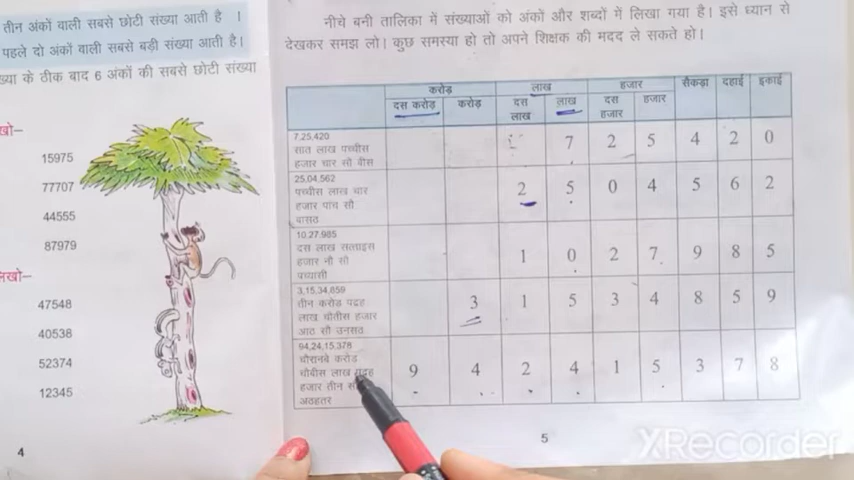 तीन अंकों वाली सबसे छोटी संख्या आती है ।
पहले दो अंकों वाली सबसे बड़ी संख्या आती है।
ख्या के ठीक बाद 6 अंकों की सबसे छोटी संख्या
खो–
15975
77707
44555
87979
लिखो–
47548
40538
52374
12345
4
नीचे बनी तालिका में संख्याओं को अंकों और शब्दों में लिखा गया है। इसे ध्यान से
देखकर समझ लो। कुछ समस्या हो तो अपने शिक्षक की मदद ले सकते हो।
करोड़ लाख हजार सैकड़ा दहाई इकाई
दस करोड़ करोड़ दस लाख लाख दस हजार हजार
7,25,420
सात लाख पच्चीस
हजार चार सौ बीस
7 2 5 4 2 0
25,04,562
पच्चीस लाख चार
हजार पांच सौ
बासठ
2 5 0 4 5 6 2
10,27,985
दस लाख सत्ताइस
हजार नौ सौ
पच्यासी
1 0 2 7 9 8 5
3,15,34,859
तीन करोड़ पंद्रह
लाख चौतीस हजार
आठ सौ उनसठ
3 1 5 3 4 8 5 9
94,24,15,378
चौरानवे करोड़
चौबीस लाख पंद्रह
हजार तीन सौ
अठहतर
9 4 2 4 1 5 3 7 8
5
XRecorder